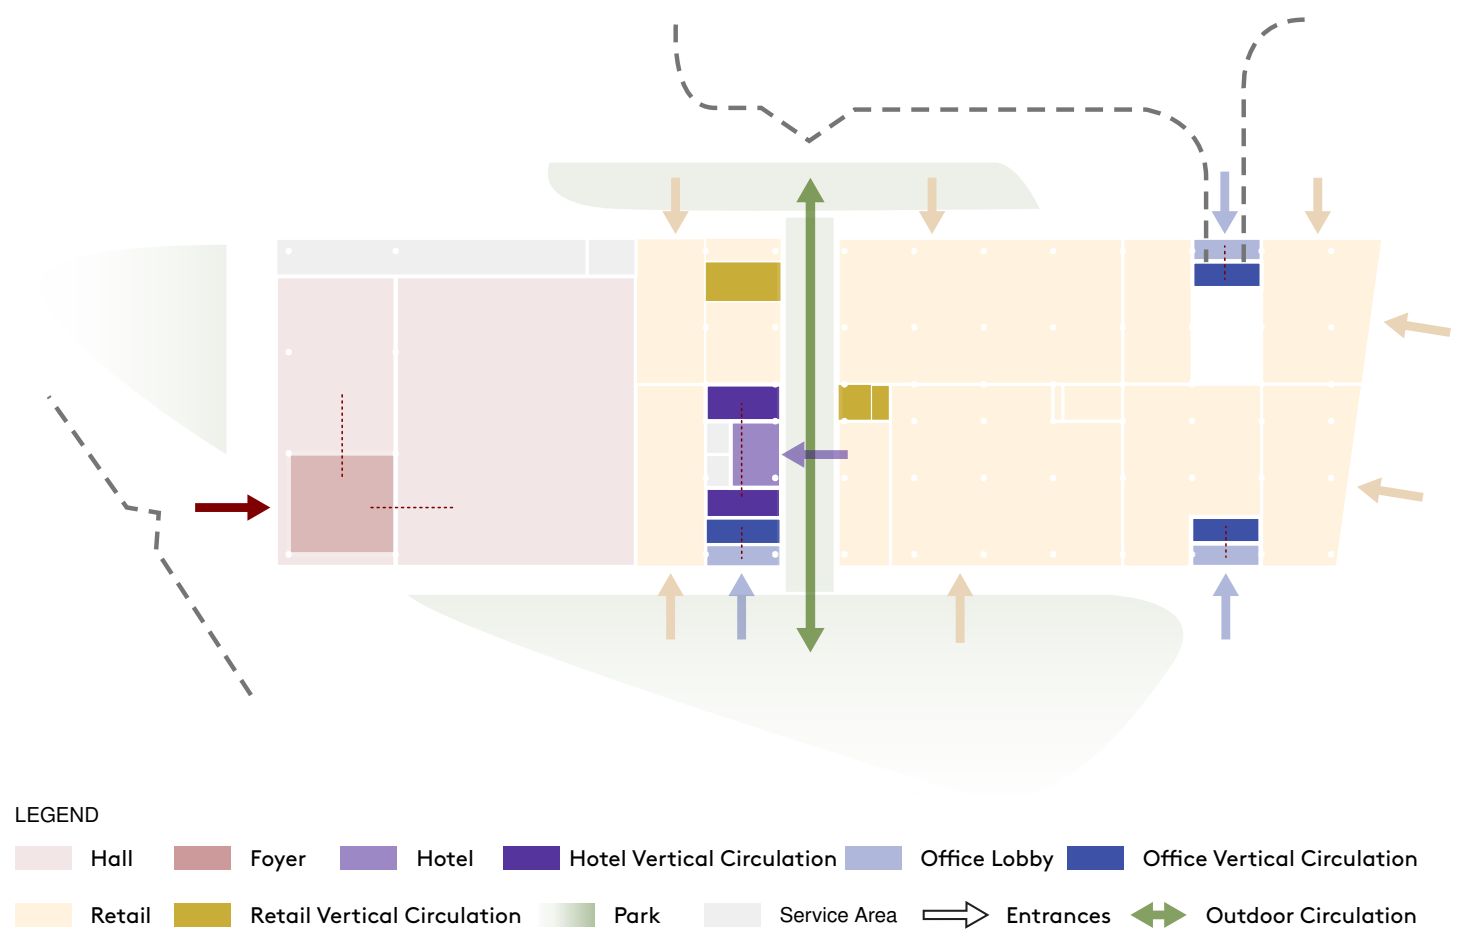 LEGEND
Hall Foyer Hotel Hotel Vertical Circulation Office Lobby Office Vertical Circulation
Retail Retail Vertical Circulation Park Service Area Entrances Outdoor Circulation